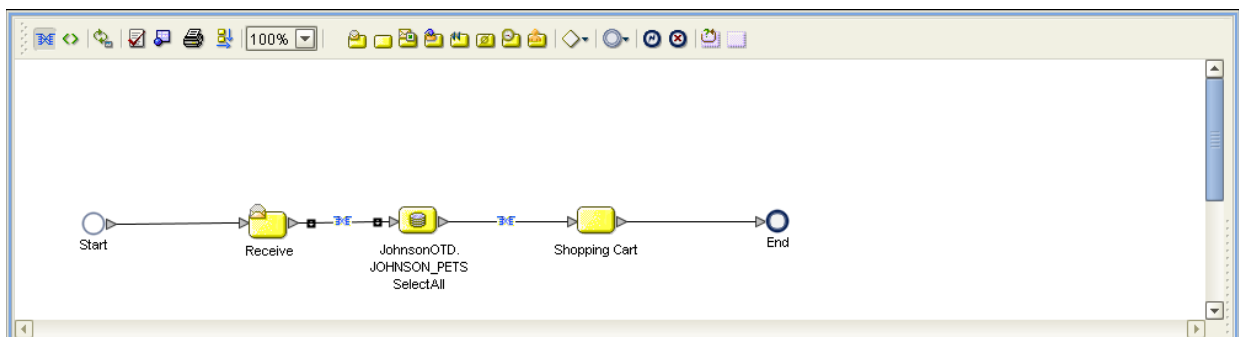 100%
Start
Receive
JohnsonOTD.
JOHNSON_PETS
SelectAll
Shopping Cart
End